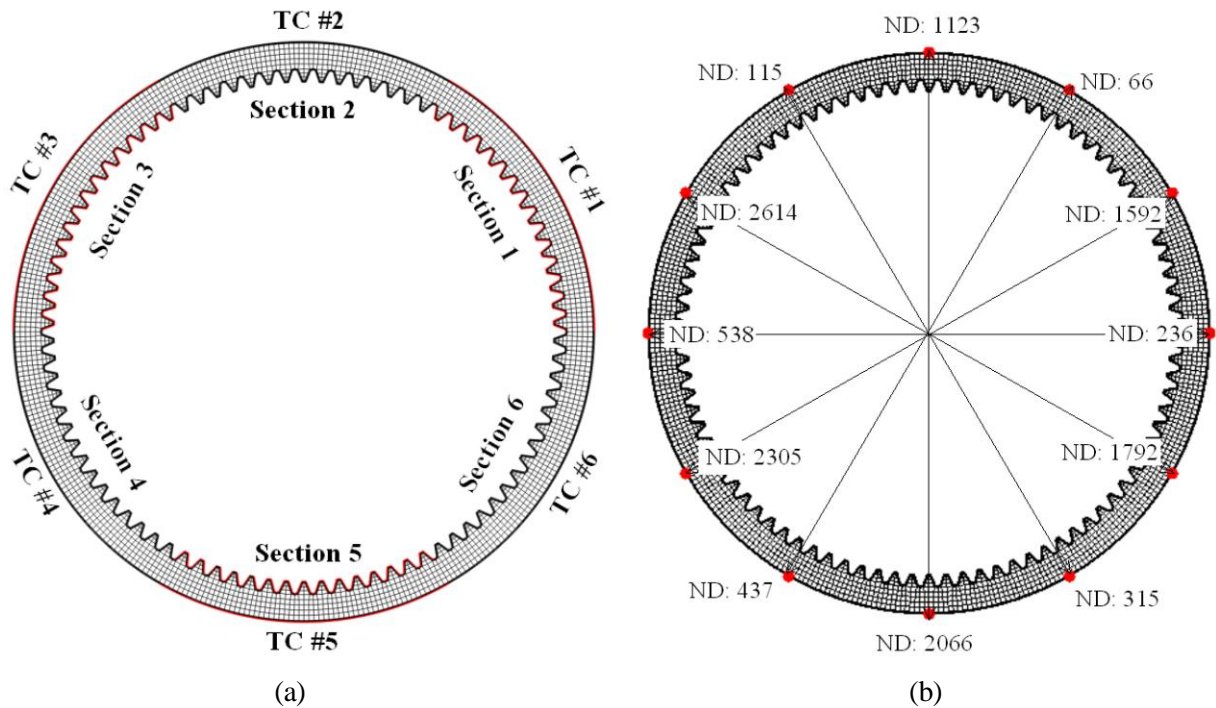 TC #2
Section 2
TC #3
Section 3
TC #1
Section 1
Section 4
TC #4
Section 6
TC #6
Section 5
TC #5
(a)
ND: 1123
ND: 115
ND: 66
ND: 2614
ND: 1592
ND: 538
ND: 236
ND: 2305
ND: 1792
ND: 437
ND: 315
ND: 2066
(b)